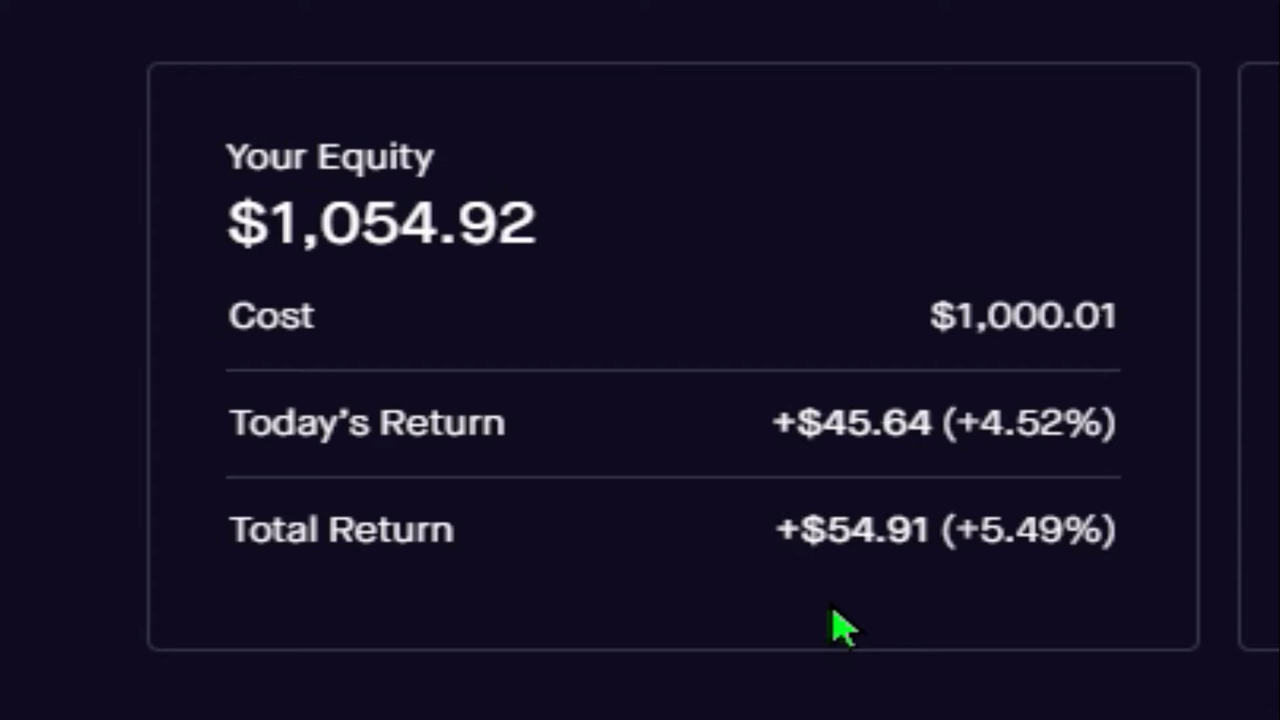 Your Equity
$1,054.92
Cost $1,000.01
Today's Return +$45.64 (+4.52%)
Total Return +$54.91 (+5.49%)